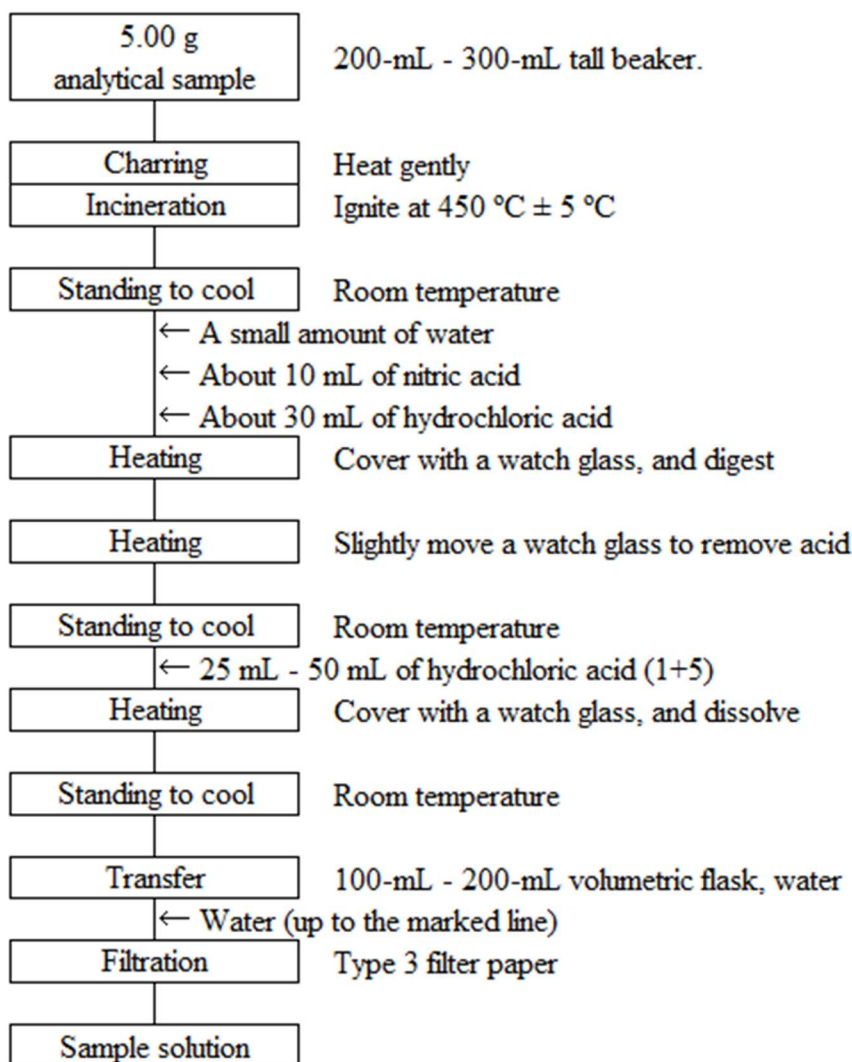 5.00 g
analytical sample
200-mL - 300-mL tall beaker.
Charring
Heat gently
Incineration
Ignite at 450 ºC ± 5 ºC
Standing to cool
Room temperature
← A small amount of water
← About 10 mL of nitric acid
← About 30 mL of hydrochloric acid
Heating
Cover with a watch glass, and digest
Heating
Slightly move a watch glass to remove acid
Standing to cool
Room temperature
← 25 mL - 50 mL of hydrochloric acid (1+5)
Heating
Cover with a watch glass, and dissolve
Standing to cool
Room temperature
Transfer
100-mL - 200-mL volumetric flask, water
← Water (up to the marked line)
Filtration
Type 3 filter paper
Sample solution